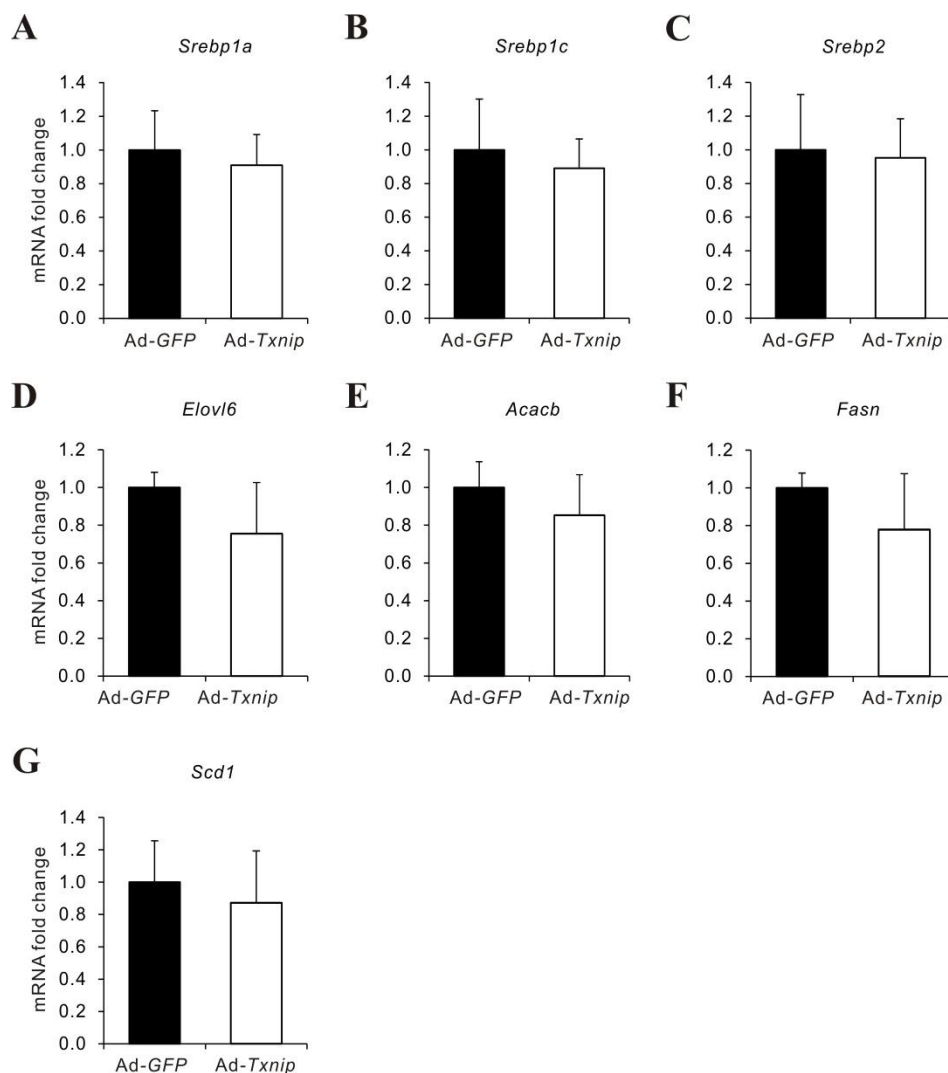 A
Srebp1a
mRNA fold change
1.4
1.2
1.0
0.8
0.6
0.4
0.2
0.0
Ad-GFP Ad-Txnip
B
Srebp1c
1.4
1.2
1.0
0.8
0.6
0.4
0.2
0.0
Ad-GFP Ad-Txnip
C
Srebp2
1.4
1.2
1.0
0.8
0.6
0.4
0.2
0.0
Ad-GFP Ad-Txnip
D
Elovl6
mRNA fold change
1.2
1.0
0.8
0.6
0.4
0.2
0.0
Ad-GFP Ad-Txnip
E
Acacb
1.2
1.0
0.8
0.6
0.4
0.2
0.0
Ad-GFP Ad-Txnip
F
Fasn
1.2
1.0
0.8
0.6
0.4
0.2
0.0
Ad-GFP Ad-Txnip
G
Scd1
mRNA fold change
1.4
1.2
1.0
0.8
0.6
0.4
0.2
0.0
Ad-GFP Ad-Txnip